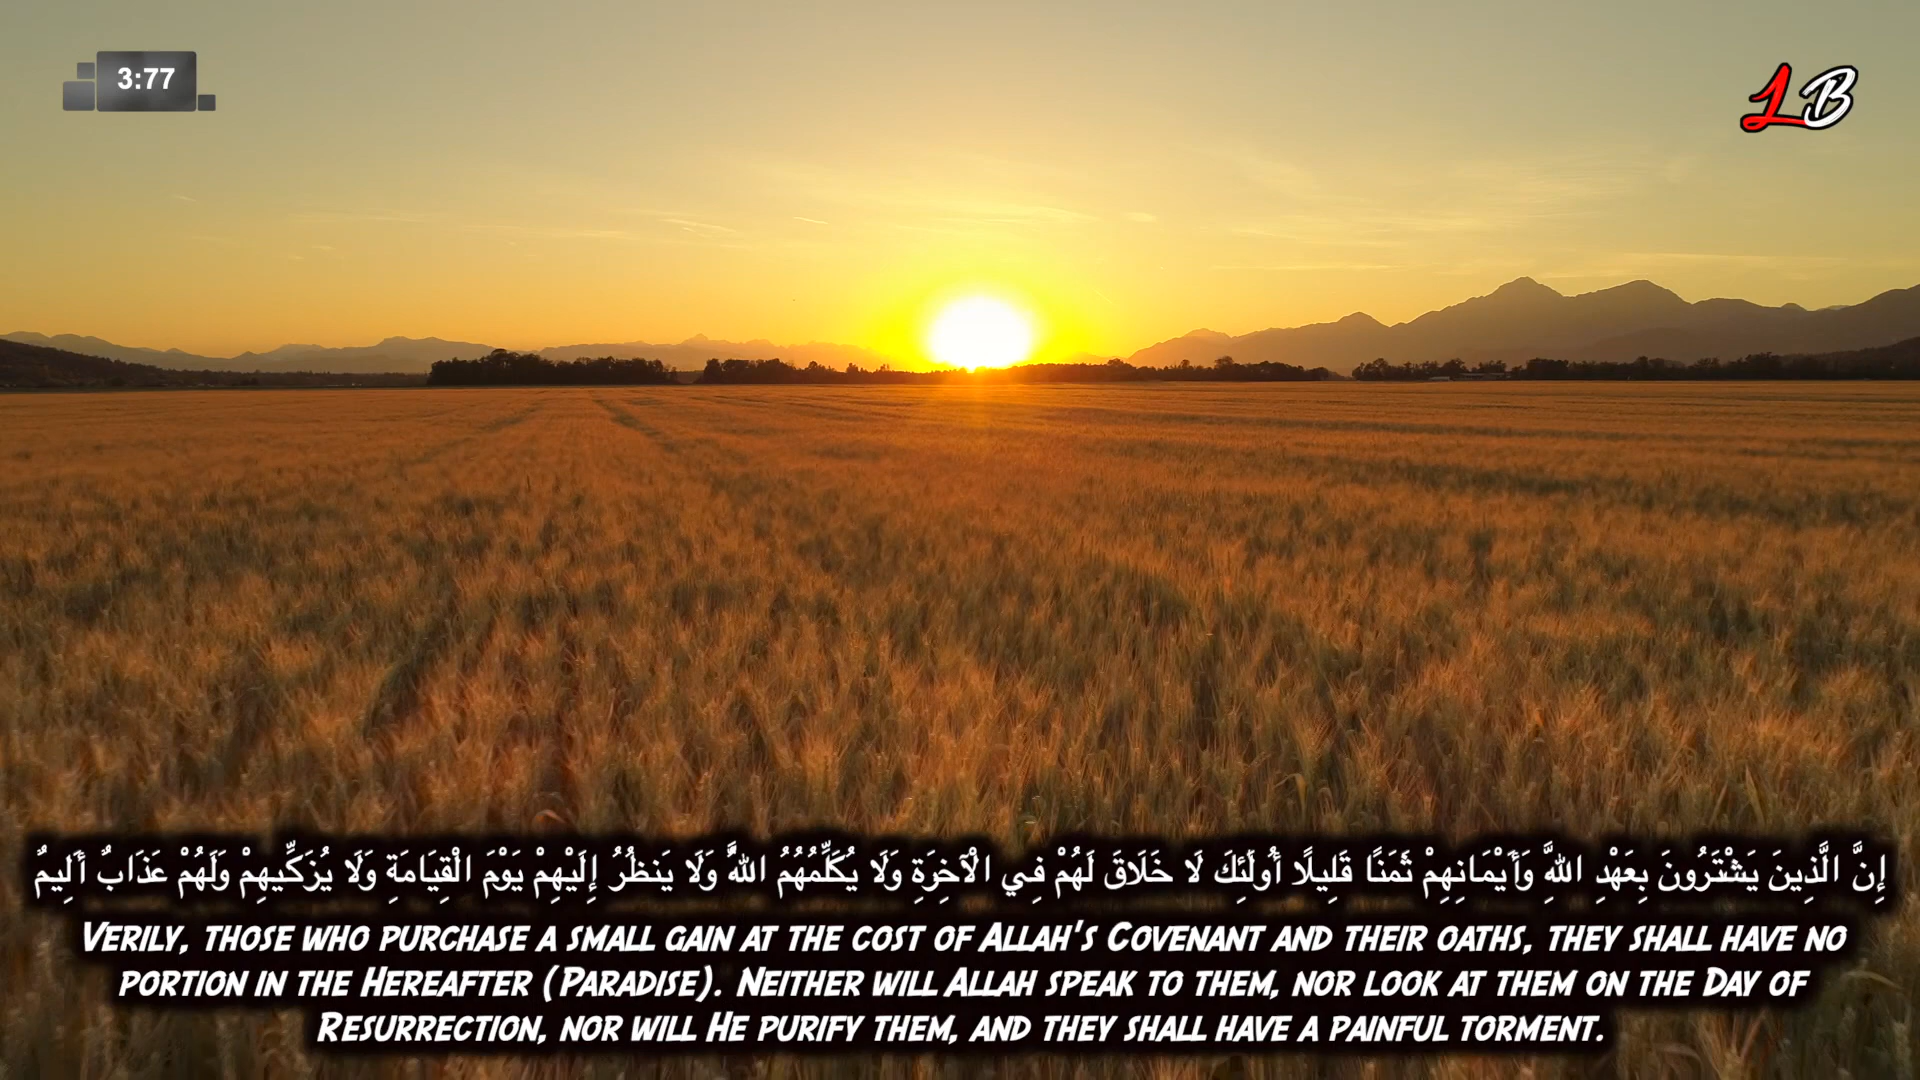 3:77
LB
إِنَّ الَّذِينَ يَشْتَرُونَ بِعَهْدِ اللَّهِ وَأَيْمَانِهِمْ ثَمَنًا قَلِيلًا أُولَٰئِكَ لَا خَلَاقَ لَهُمْ فِي الْآخِرَةِ وَلَا يُكَلِّمُهُمُ اللَّهُ وَلَا يَنظُرُ إِلَيْهِمْ يَوْمَ الْقِيَامَةِ وَلَا يُزَكِّيهِمْ وَلَهُمْ عَذَابٌ أَلِيمٌ
Verily, those who purchase a small gain at the cost of Allah's Covenant and their oaths, they shall have no
portion in the Hereafter (Paradise). Neither will Allah speak to them, nor look at them on the Day of
Resurrection, nor will He purify them, and they shall have a painful torment.